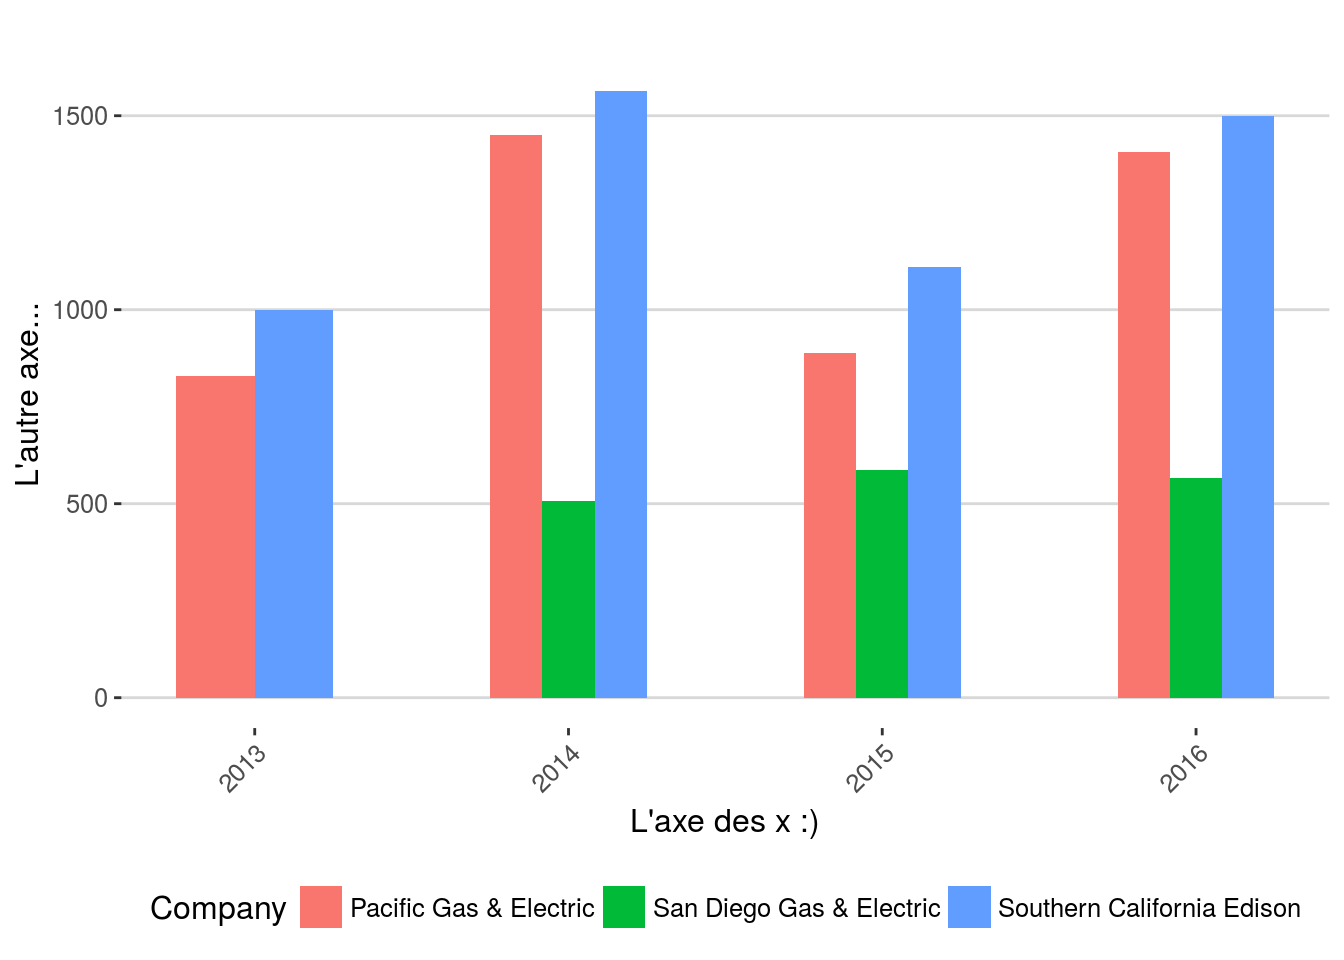 L'autre axe...
1500
1000
500
0
2013
2014
2015
2016
L'axe des x :)
Company
Pacific Gas & Electric
San Diego Gas & Electric
Southern California Edison